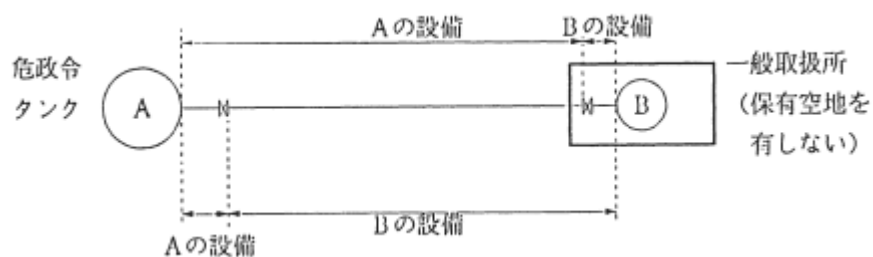 Aの設備
Bの設備
危政令
タンク
A
B
一般取扱所
(保有空地を
有しない)
Aの設備
Bの設備